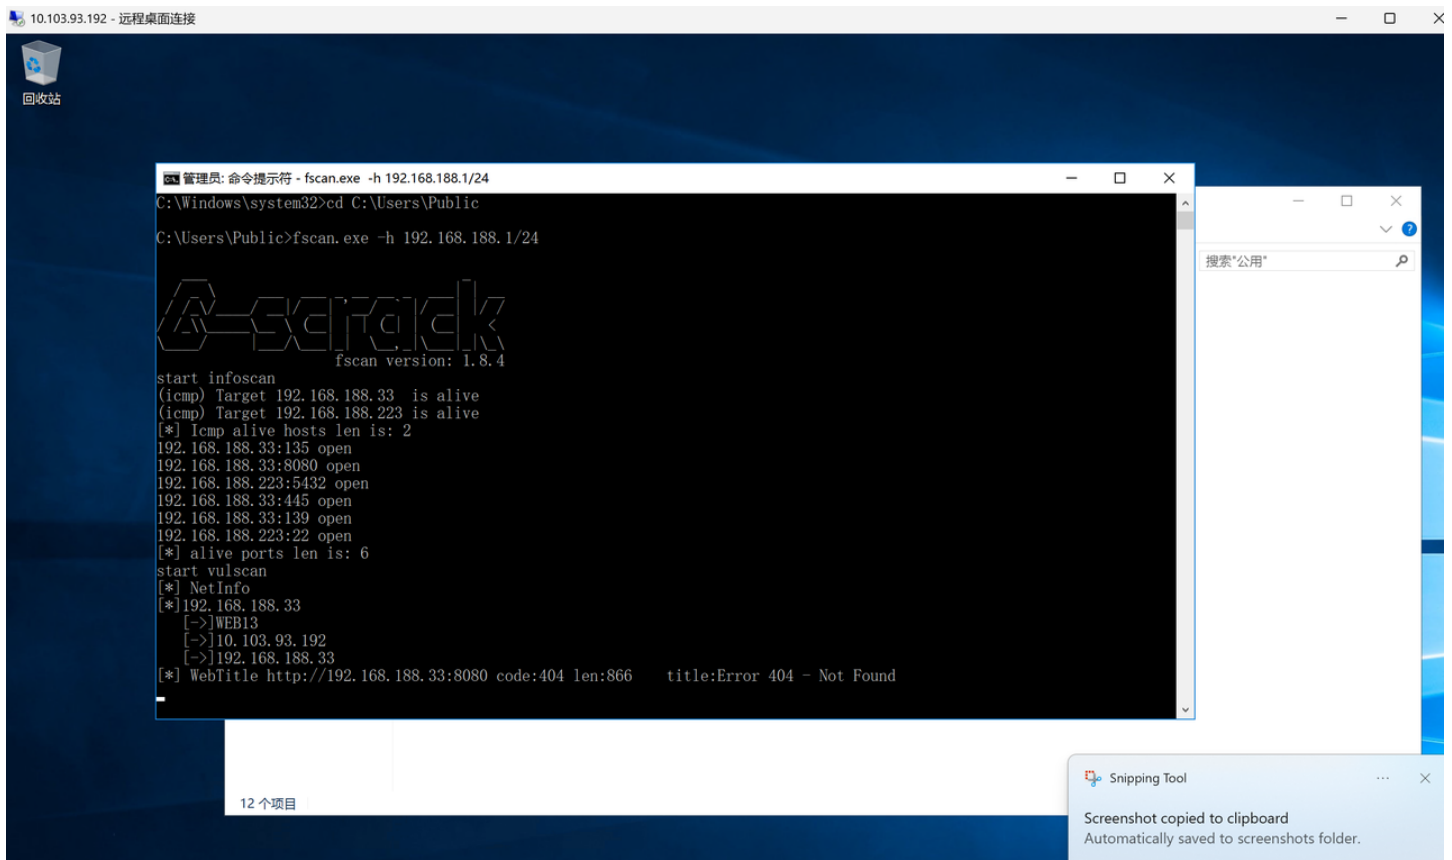 10.103.93.192 - 远程桌面连接
回收站
管理员: 命令提示符 - fscan.exe  -h 192.168.188.1/24
C:\Windows\system32>cd C:\Users\Public
C:\Users\Public>fscan.exe -h 192.168.188.1/24
fscan version: 1.8.4
start infoscan
(icmp) Target 192.168.188.33  is alive
(icmp) Target 192.168.188.223 is alive
[*] Icmp alive hosts len is: 2
192.168.188.33:135 open
192.168.188.33:8080 open
192.168.188.223:5432 open
192.168.188.33:445 open
192.168.188.33:139 open
192.168.188.223:22 open
[*] alive ports len is: 6
start vulscan
[*] NetInfo
[*]192.168.188.33
[->]WEB13
[->]10.103.93.192
[->]192.168.188.33
[*] WebTitle http://192.168.188.33:8080 code:404 len:866    title:Error 404 - Not Found
搜索"公用"
12 个项目
Snipping Tool
Screenshot copied to clipboard
Automatically saved to screenshots folder.